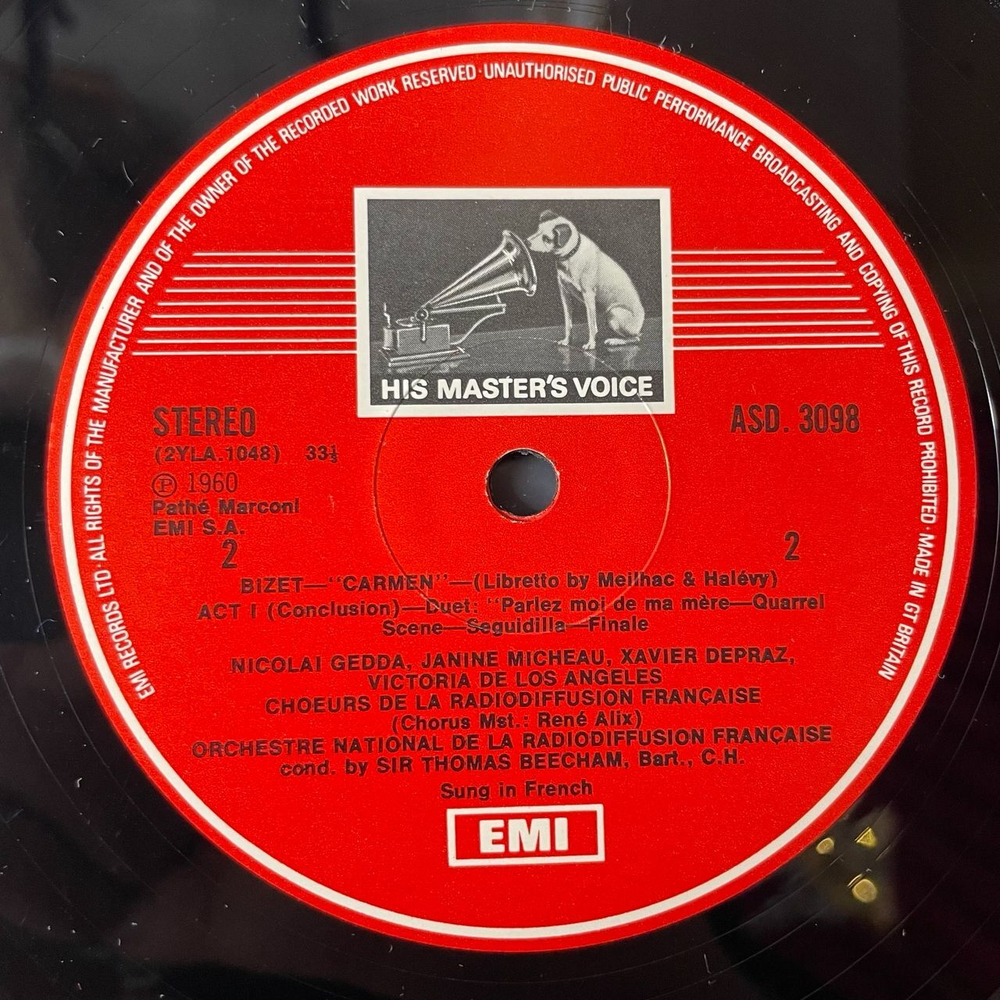 EMI RECORDS LTD · ALL RIGHTS OF THE MANUFACTURER AND OF THE OWNER OF THE RECORDED WORK RESERVED · UNAUTHORISED PUBLIC PERFORMANCE BROADCASTING AND COPYING OF THIS RECORD PROHIBITED · MADE IN GT BRITAIN
HIS MASTER'S VOICE
STEREO
ASD. 3098
(2YLA.1048) 33⅓
Ⓟ 1960
Pathé Marconi
EMI S.A.
2
2
BIZET—"CARMEN"—(Libretto by Meilhac & Halévy)
ACT I (Conclusion)—Duet: "Parlez moi de ma mère—Quarrel
Scene—Seguidilla—Finale
NICOLAI GEDDA, JANINE MICHEAU, XAVIER DEPRAZ,
VICTORIA DE LOS ANGELES
CHOEURS DE LA RADIODIFFUSION FRANÇAISE
(Chorus Mst.: René Alix)
ORCHESTRE NATIONAL DE LA RADIODIFFUSION FRANÇAISE
cond. by SIR THOMAS BEECHAM, Bart., C.H.
Sung in French
EMI